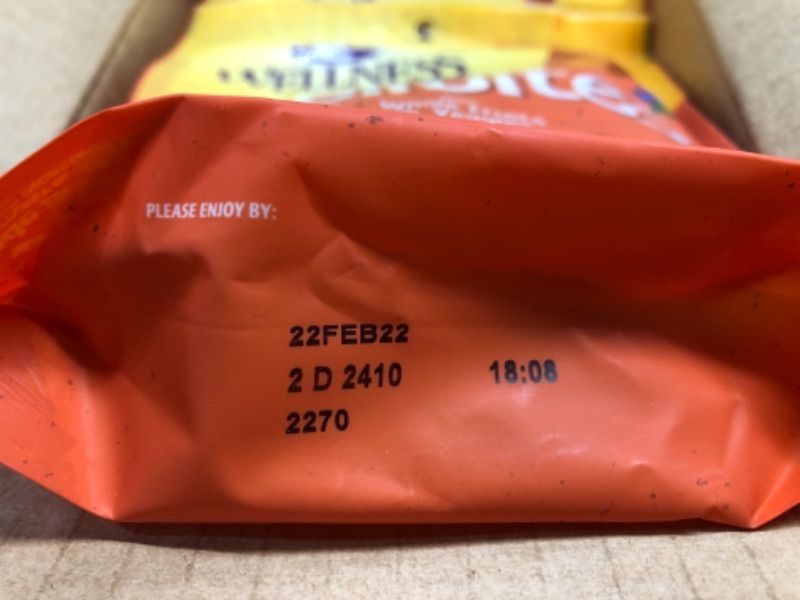 WELLNESS
PLEASE ENJOY BY:
22FEB22
2 D 2410 18:08
2270